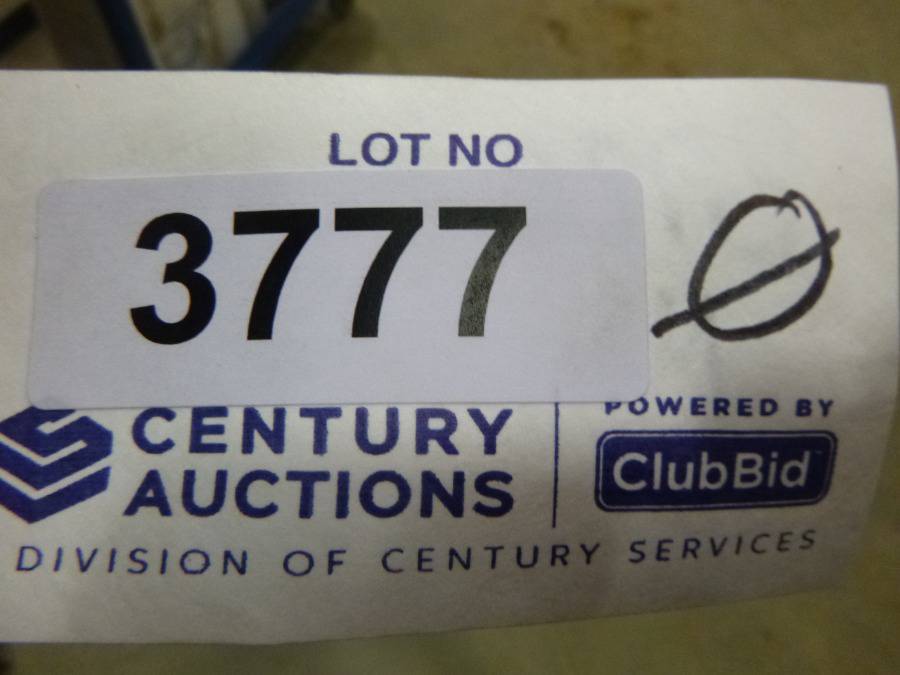 LOT NO
3777 Ø
CENTURY AUCTIONS
POWERED BY
ClubBid
DIVISION OF CENTURY SERVICES